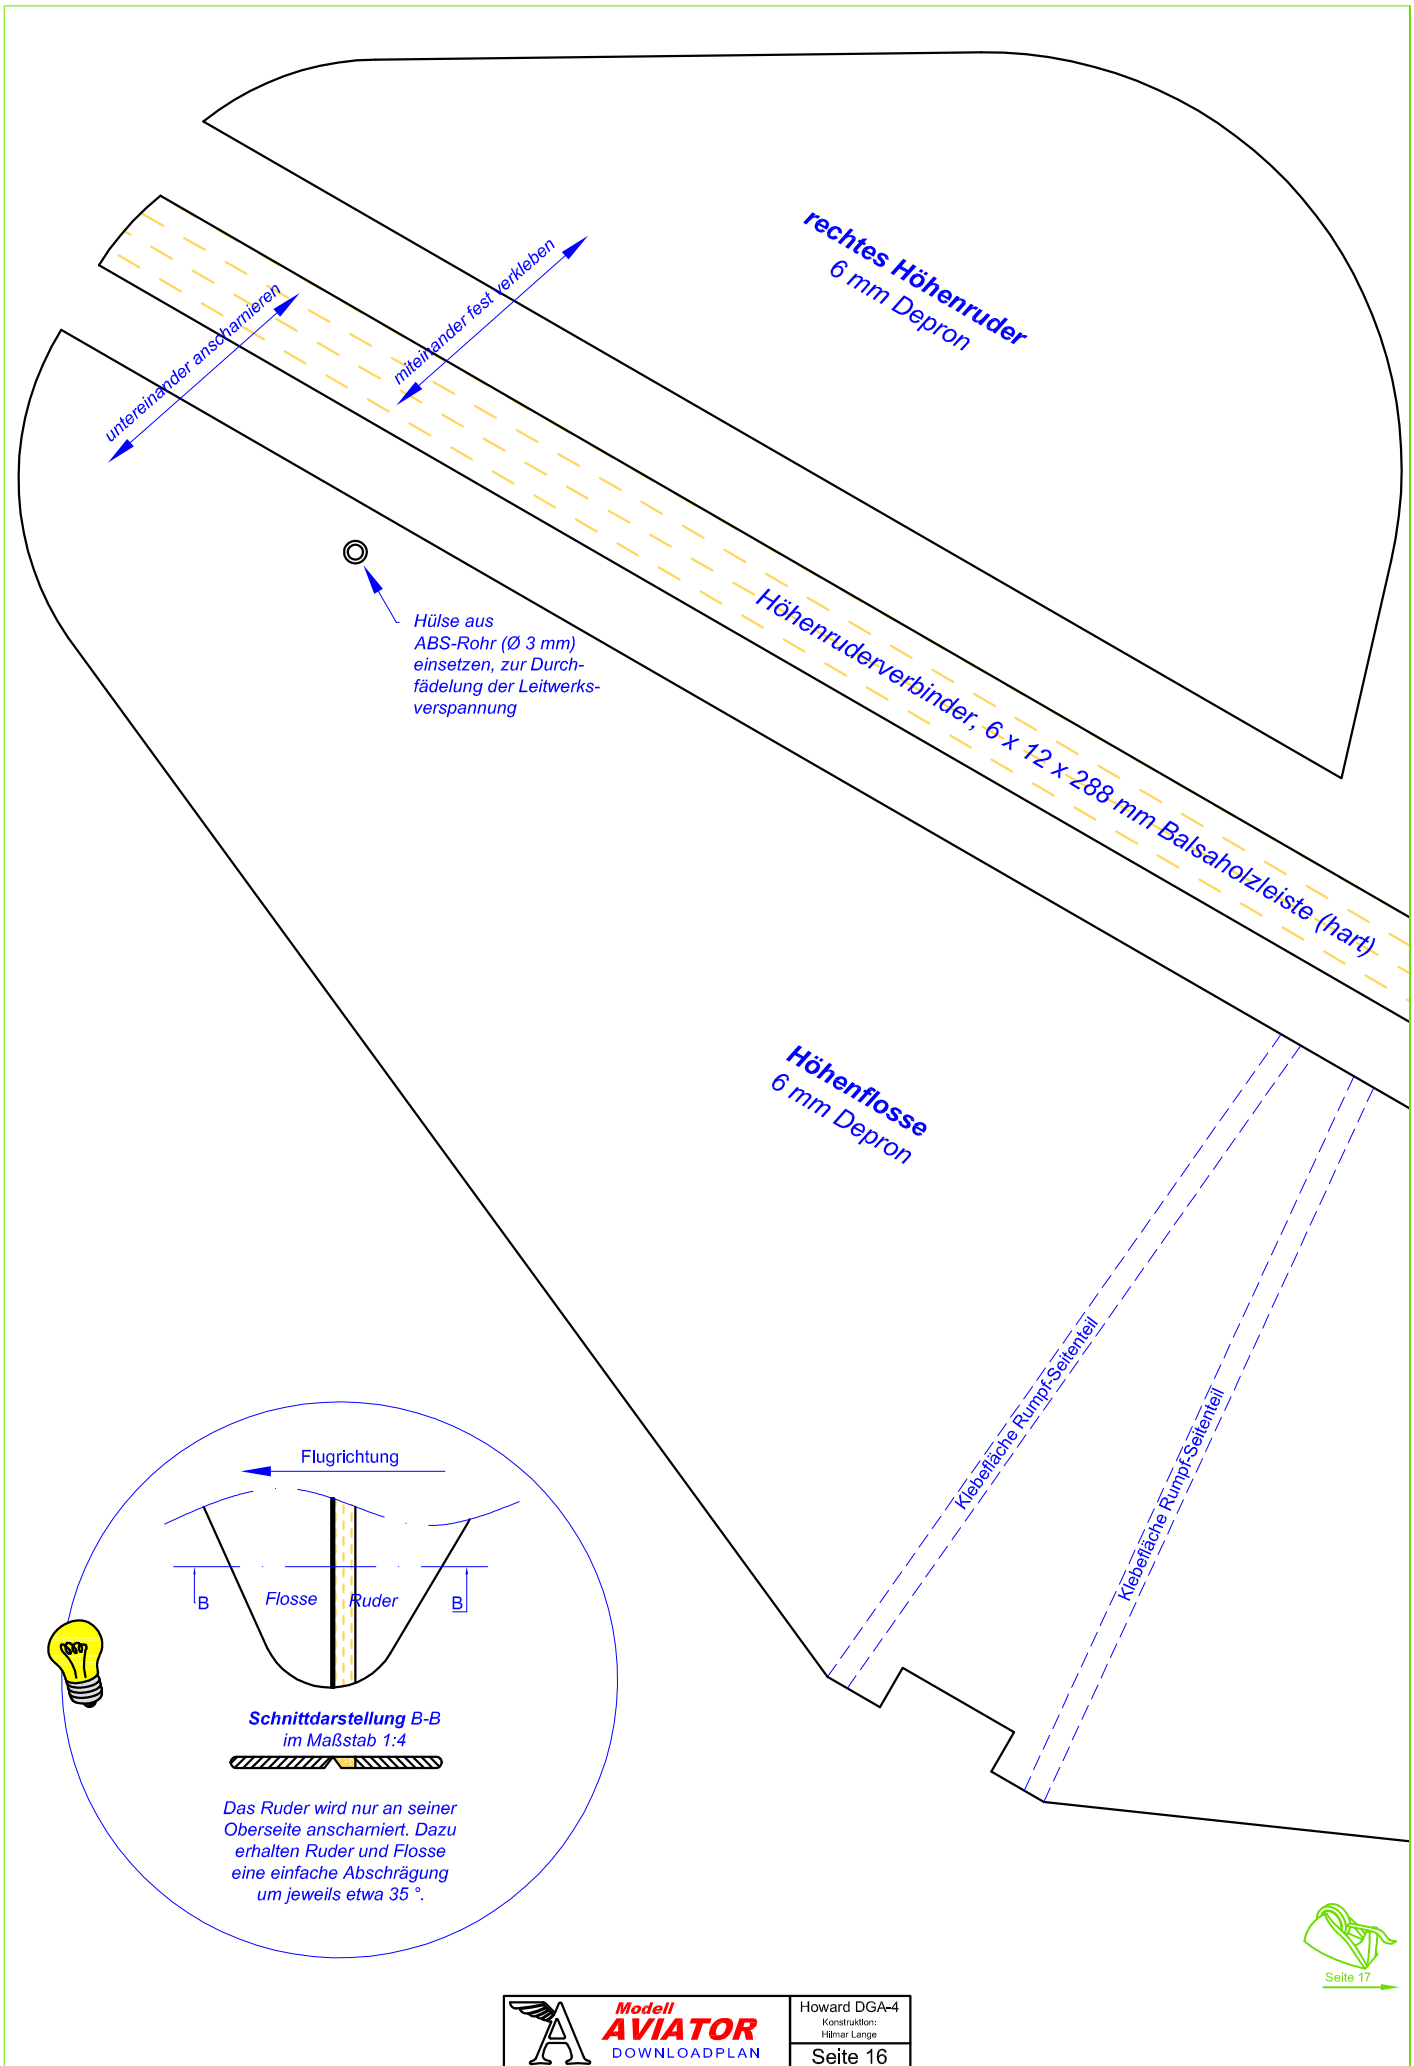 rechtes Höhenruder
6 mm Depron
untereinander anscharnieren
miteinander fest verkleben
Hülse aus
ABS-Rohr (Ø 3 mm)
einsetzen, zur Durch-
fädelung der Leitwerks-
verspannung
Höhenruderverbinder, 6 x 12 x 288 mm Balsaholzleiste (hart)
Höhenflosse
6 mm Depron
Klebefläche Rumpf-Seitenteil
Klebefläche Rumpf-Seitenteil
Flugrichtung
B
Flosse
Ruder
B
Schnittdarstellung B-B
im Maßstab 1:4
Das Ruder wird nur an seiner
Oberseite anscharniert. Dazu
erhalten Ruder und Flosse
eine einfache Abschrägung
um jeweils etwa 35 °.
Seite 17
Modell
AVIATOR
DOWNLOADPLAN
Howard DGA-4
Konstruktion:
Hilmar Lange
Seite 16